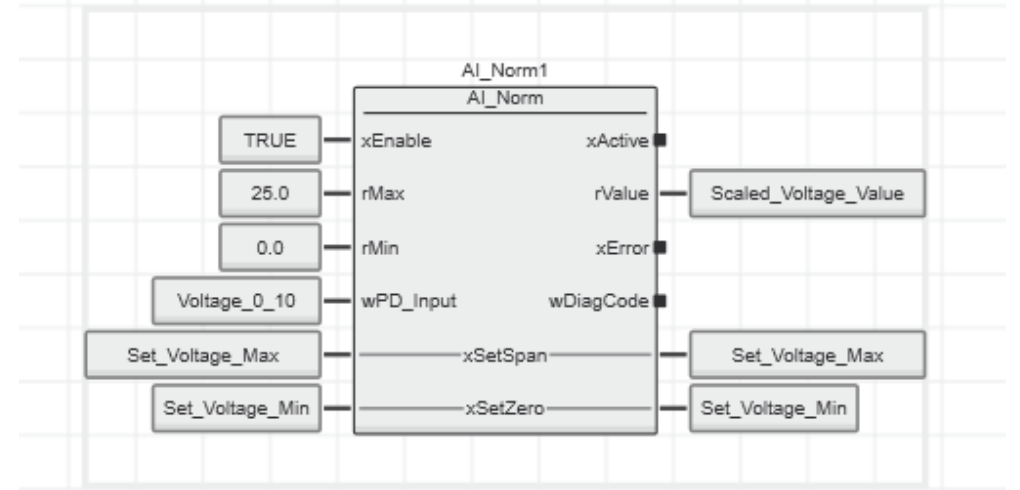 AI_Norm1
AI_Norm
TRUE xEnable xActive
25.0 rMax rValue Scaled_Voltage_Value
0.0 rMin xError
Voltage_0_10 wPD_Input wDiagCode
Set_Voltage_Max xSetSpan Set_Voltage_Max
Set_Voltage_Min xSetZero Set_Voltage_Min